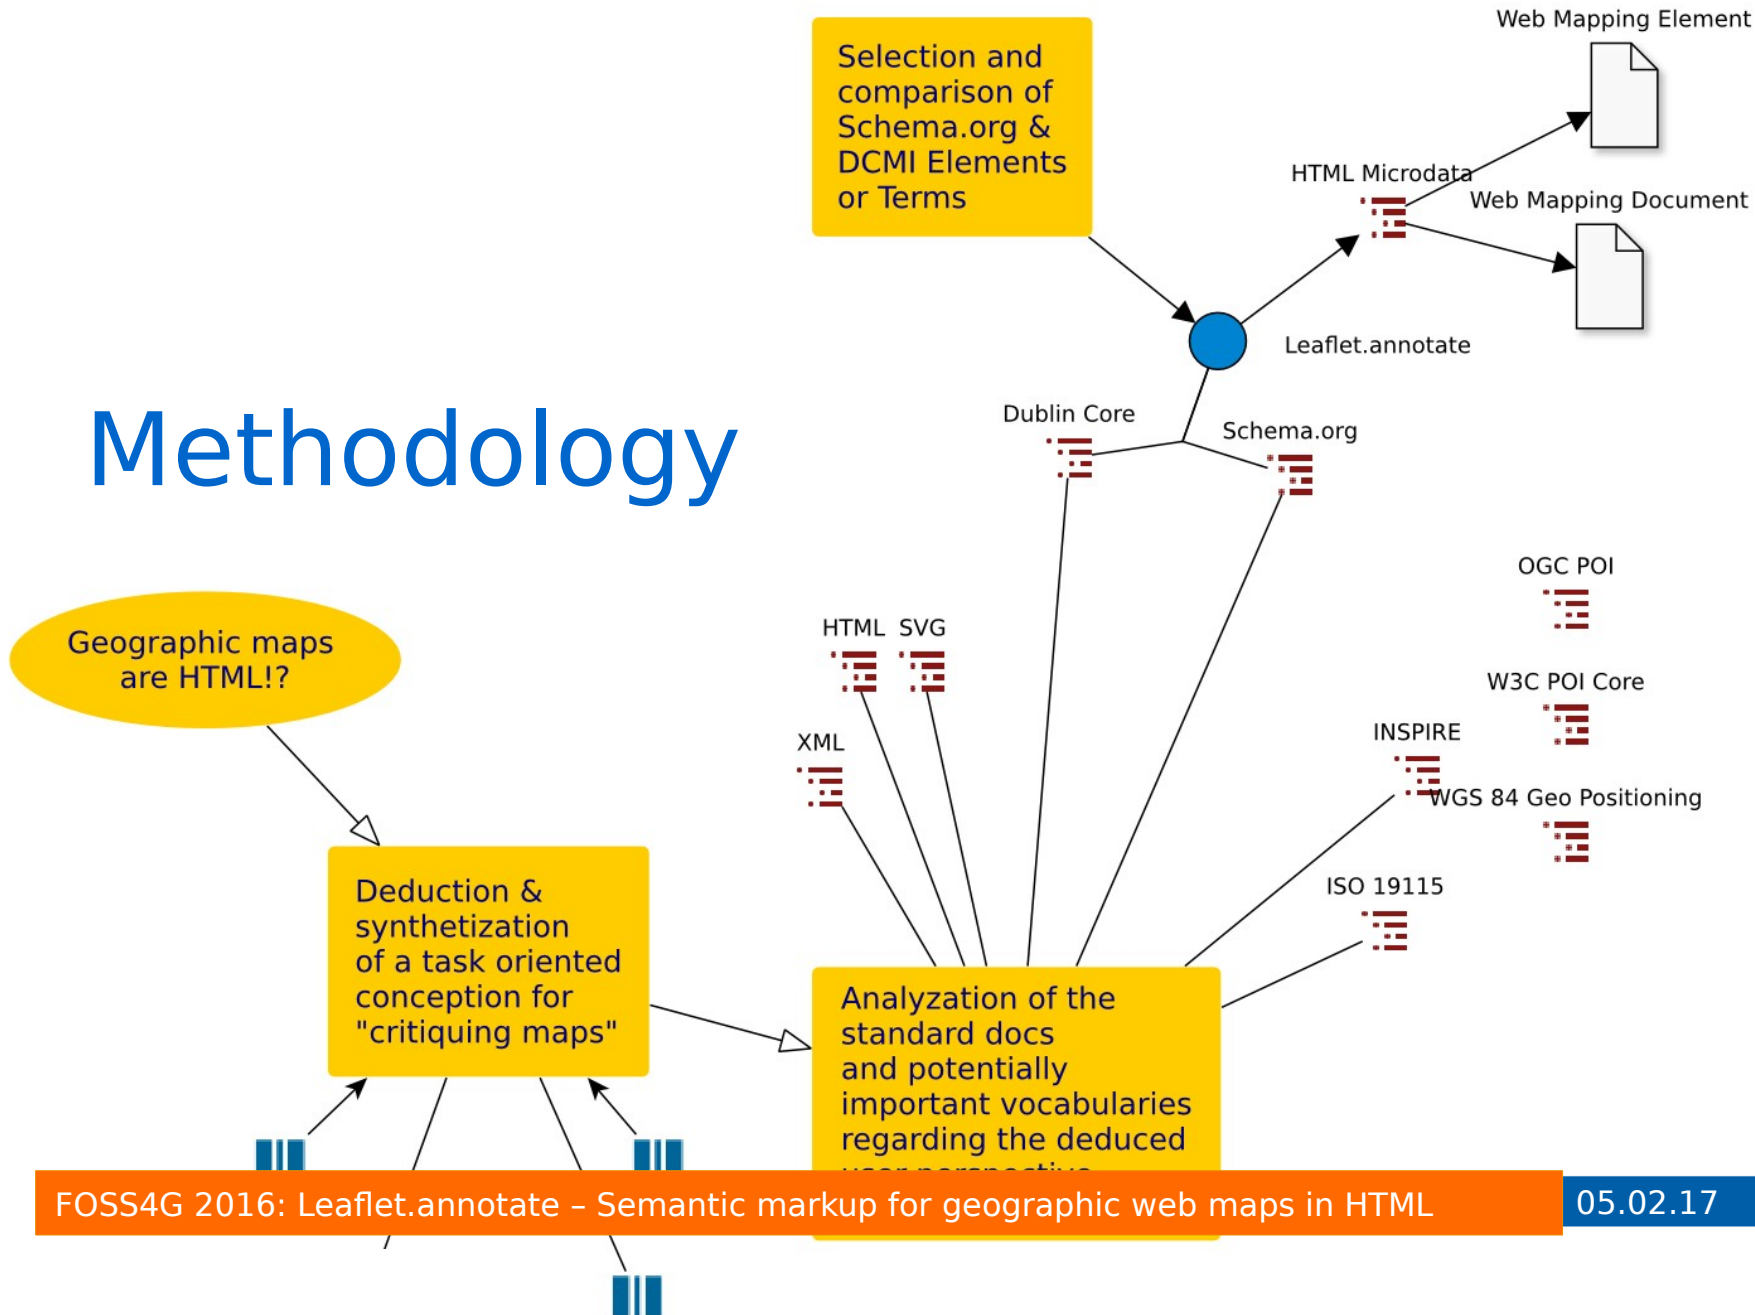 Web Mapping Element
Selection and
comparison of
Schema.org &
DCMI Elements
or Terms
HTML Microdata
Web Mapping Document
Leaflet.annotate
Dublin Core
Schema.org
Methodology
OGC POI
HTML SVG
Geographic maps
are HTML!?
W3C POI Core
INSPIRE
XML
WGS 84 Geo Positioning
ISO 19115
Deduction &
synthetization
of a task oriented
conception for
"critiquing maps"
Analyzation of the
standard docs
and potentially
important vocabularies
regarding the deduced
user perspective
FOSS4G 2016: Leaflet.annotate – Semantic markup for geographic web maps in HTML
05.02.17